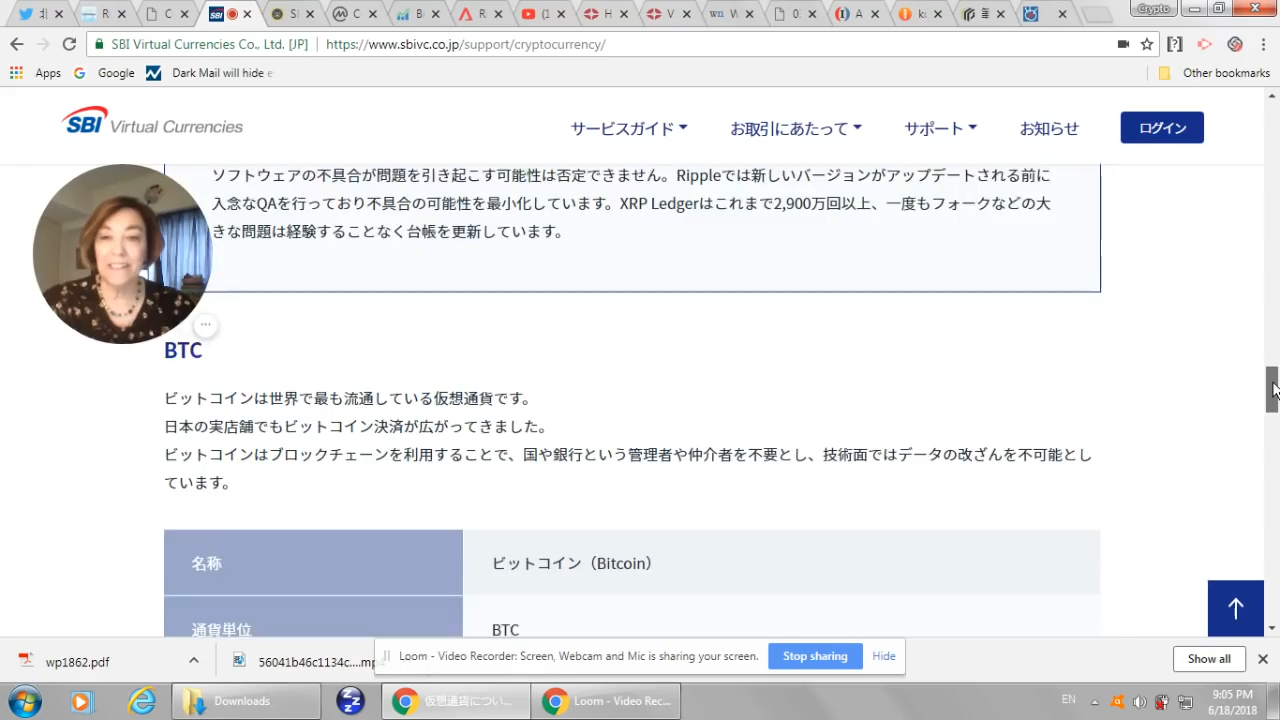 Crypto
SBI Virtual Currencies Co., Ltd. [JP] https://www.sbivc.co.jp/support/cryptocurrency/
Apps Google Dark Mail will hide e Other bookmarks
SBI Virtual Currencies サービスガイド お取引にあたって サポート お知らせ ログイン
ソフトウェアの不具合が問題を引き起こす可能性は否定できません。Rippleでは新しいバージョンがアップデートされる前に
入念なQAを行っており不具合の可能性を最小化しています。XRP Ledgerはこれまで2,900万回以上、一度もフォークなどの大
きな問題は経験することなく台帳を更新しています。
BTC
ビットコインは世界で最も流通している仮想通貨です。
日本の実店舗でもビットコイン決済が広がってきました。
ビットコインはブロックチェーンを利用することで、国や銀行という管理者や仲介者を不要とし、技術面ではデータの改ざんを不可能とし
ています。
名称 ビットコイン（Bitcoin）
通貨単位 BTC
Loom - Video Recorder: Screen, Webcam and Mic is sharing your screen. Stop sharing Hide
wp1862.pdf 56041b46c1134c....mp Show all
Downloads 仮想通貨につい... Loom - Video Rec... EN 9:05 PM
6/18/2018